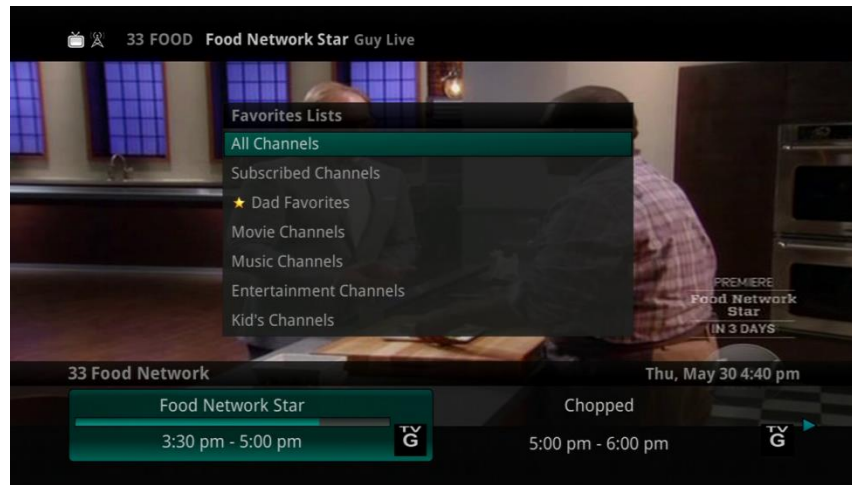 33 FOOD Food Network Star Guy Live
Favorites Lists
All Channels
Subscribed Channels
Dad Favorites
Movie Channels
Music Channels
Entertainment Channels
Kid's Channels
PREMIERE
Food Network
Star
IN 3 DAYS
33 Food Network Thu, May 30 4:40 pm
Food Network Star Chopped
3:30 pm - 5:00 pm TV G 5:00 pm - 6:00 pm TV G